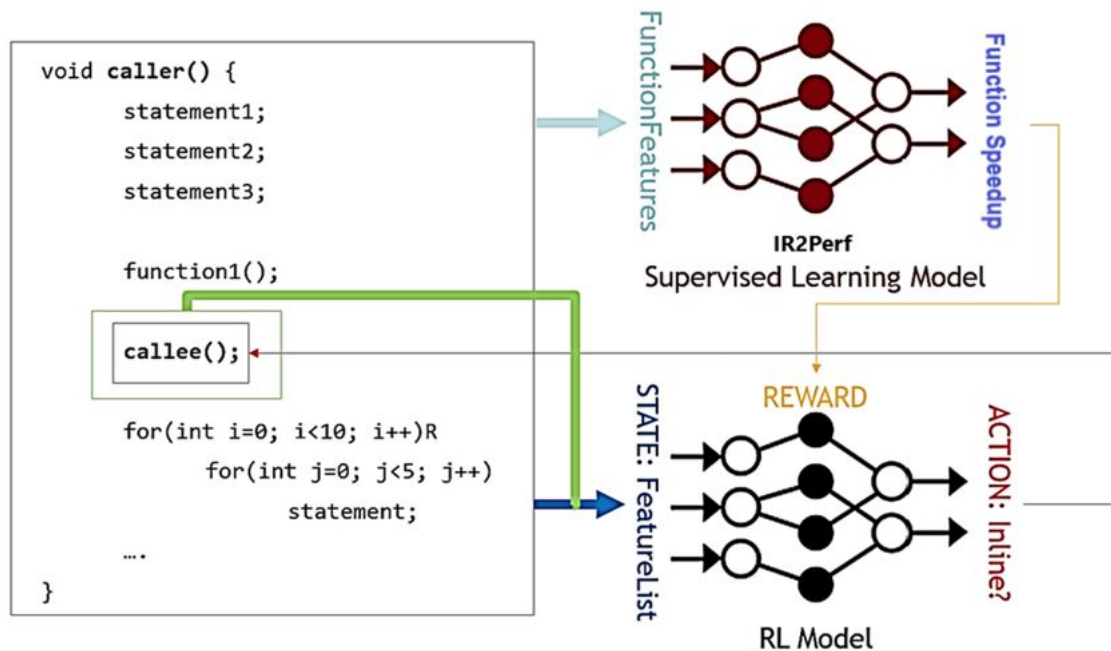 void caller() {
statement1;
statement2;
statement3;
function1();
callee();
for(int i=0; i<10; i++)R
for(int j=0; j<5; j++)
statement;
….
}
FunctionFeatures
Function Speedup
IR2Perf
Supervised Learning Model
REWARD
STATE: FeatureList
ACTION: Inline?
RL Model